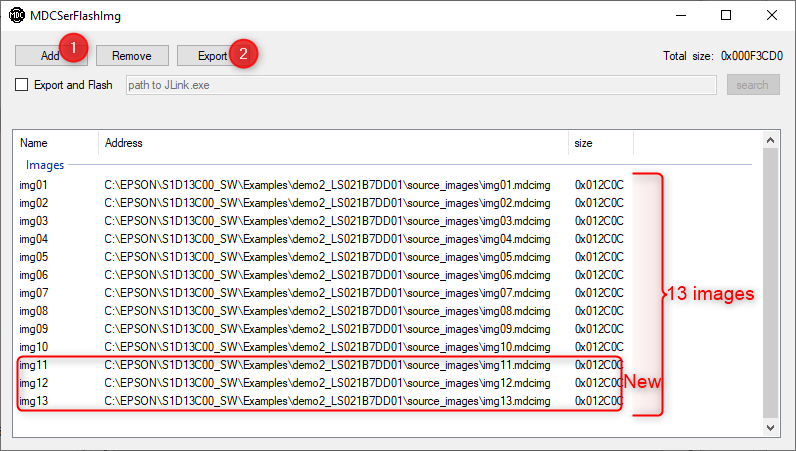 MDC MDCSerFlashImg
Add 1 Remove Export 2 Total size: 0x000F3CD0
Export and Flash path to JLink.exe search
Name Address size
Images
img01 C:\EPSON\S1D13C00_SW\Examples\demo2_LS021B7DD01\source_images\img01.mdcimg 0x012C0C
img02 C:\EPSON\S1D13C00_SW\Examples\demo2_LS021B7DD01\source_images\img02.mdcimg 0x012C0C
img03 C:\EPSON\S1D13C00_SW\Examples\demo2_LS021B7DD01\source_images\img03.mdcimg 0x012C0C
img04 C:\EPSON\S1D13C00_SW\Examples\demo2_LS021B7DD01\source_images\img04.mdcimg 0x012C0C
img05 C:\EPSON\S1D13C00_SW\Examples\demo2_LS021B7DD01\source_images\img05.mdcimg 0x012C0C
img06 C:\EPSON\S1D13C00_SW\Examples\demo2_LS021B7DD01\source_images\img06.mdcimg 0x012C0C
img07 C:\EPSON\S1D13C00_SW\Examples\demo2_LS021B7DD01\source_images\img07.mdcimg 0x012C0C
13 images
img08 C:\EPSON\S1D13C00_SW\Examples\demo2_LS021B7DD01\source_images\img08.mdcimg 0x012C0C
img09 C:\EPSON\S1D13C00_SW\Examples\demo2_LS021B7DD01\source_images\img09.mdcimg 0x012C0C
img10 C:\EPSON\S1D13C00_SW\Examples\demo2_LS021B7DD01\source_images\img10.mdcimg 0x012C0C
img11 C:\EPSON\S1D13C00_SW\Examples\demo2_LS021B7DD01\source_images\img11.mdcimg 0x012C0C
img12 C:\EPSON\S1D13C00_SW\Examples\demo2_LS021B7DD01\source_images\img12.mdcimg 0x012C0C
New
img13 C:\EPSON\S1D13C00_SW\Examples\demo2_LS021B7DD01\source_images\img13.mdcimg 0x012C0C